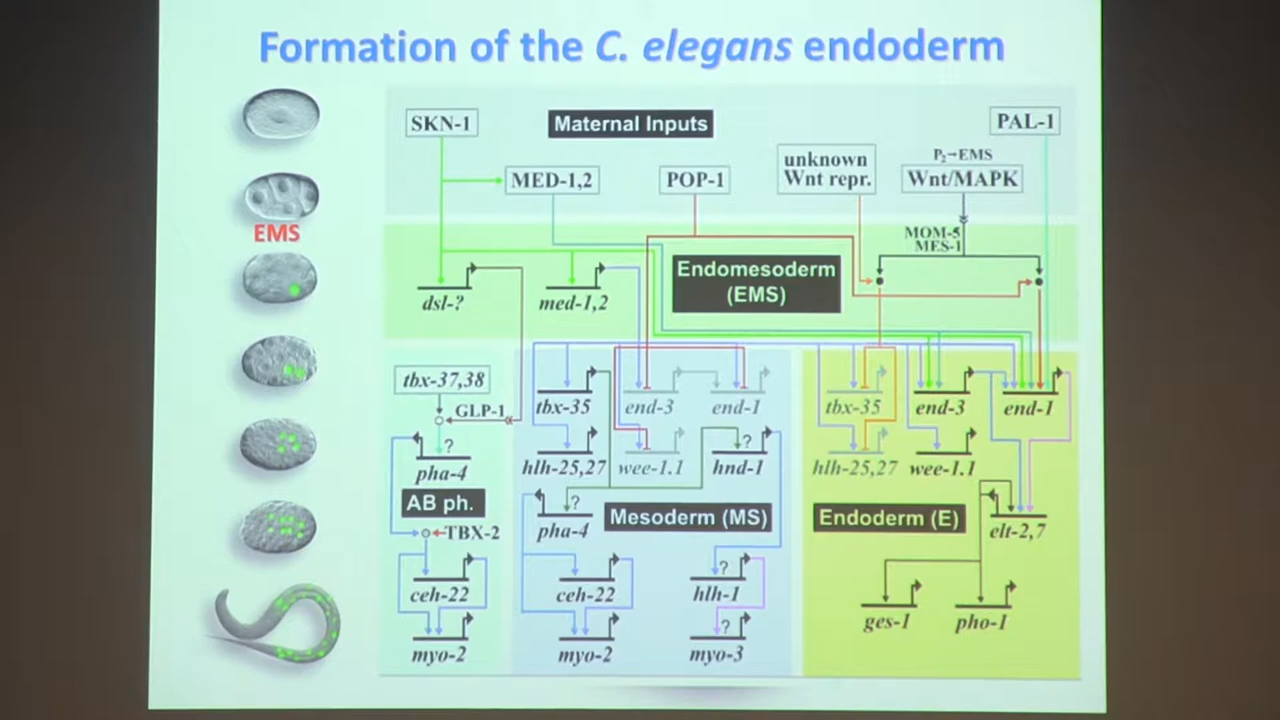 Formation of the C. elegans endoderm
SKN-1
Maternal Inputs
PAL-1
MED-1,2
POP-1
unknown
Wnt repr.
P₂→EMS
Wnt/MAPK
EMS
MOM-5
MES-1
dsl-?
med-1,2
Endomesoderm
(EMS)
tbx-37,38
GLP-1
?
pha-4
AB ph.
TBX-2
ceh-22
myo-2
tbx-35
end-3
end-1
hlh-25,27
wee-1.1
?
hnd-1
?
pha-4
Mesoderm (MS)
ceh-22
?
hlh-1
myo-2
?
myo-3
tbx-35
end-3
end-1
hlh-25,27
wee-1.1
Endoderm (E)
elt-2,7
ges-1
pho-1